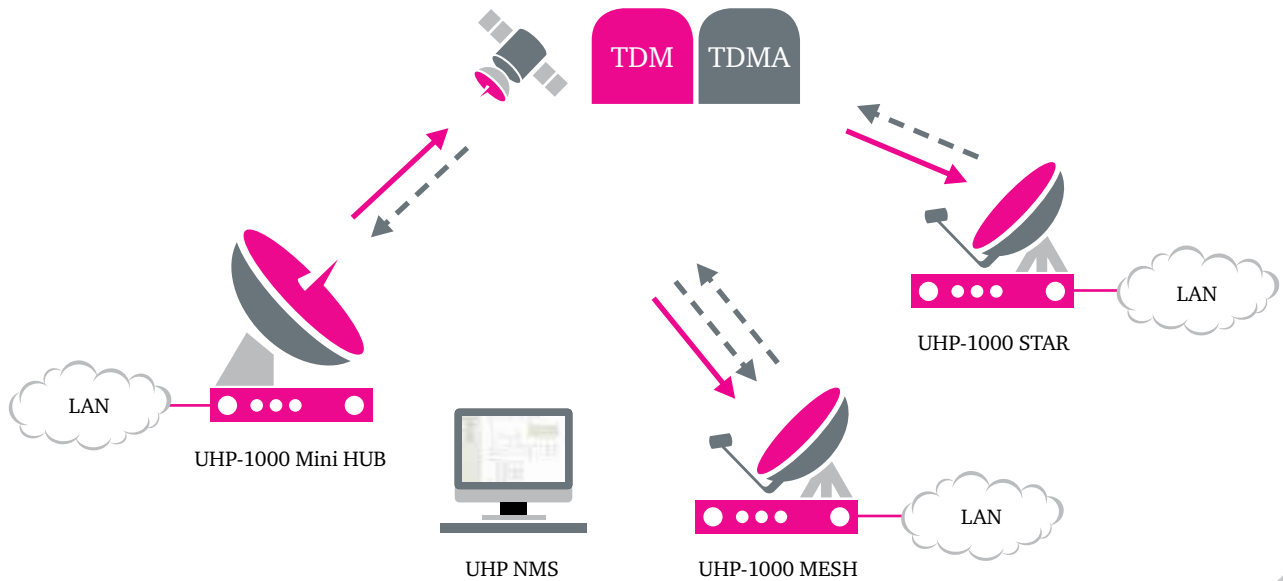 TDM
TDMA
LAN
UHP-1000 STAR
LAN
UHP-1000 Mini HUB
LAN
UHP NMS
UHP-1000 MESH